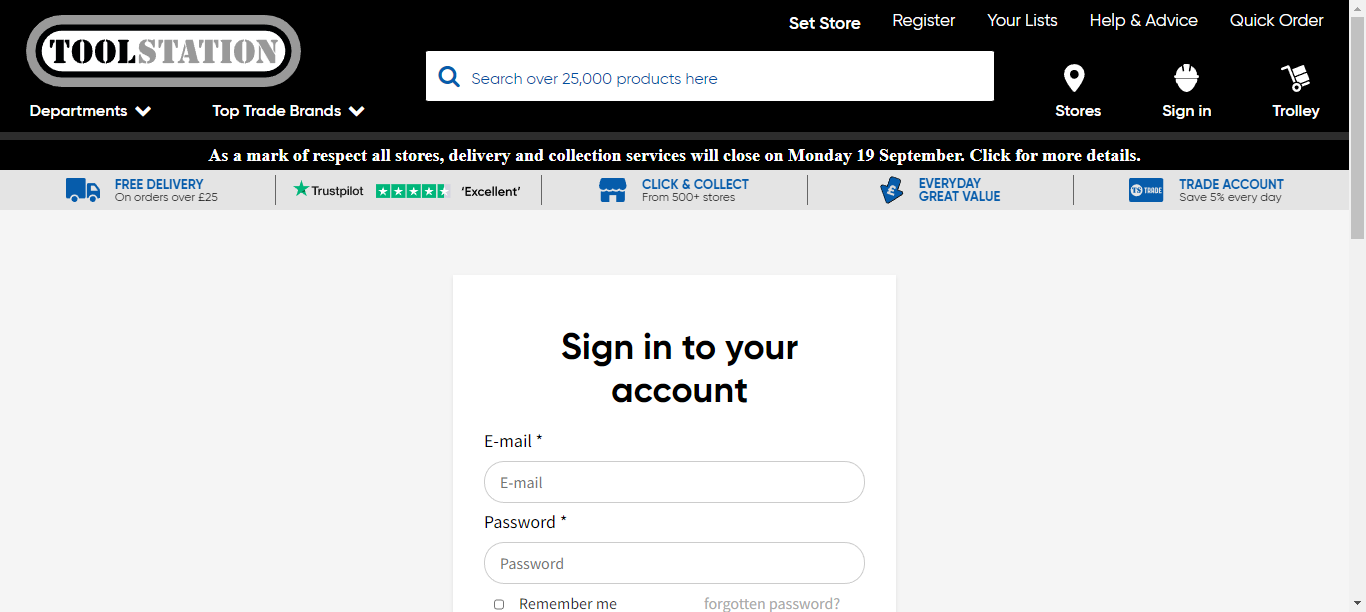 TOOLSTATION
Set Store
Register
Your Lists
Help & Advice
Quick Order
Search over 25,000 products here
Departments
Top Trade Brands
Stores
Sign in
Trolley
As a mark of respect all stores, delivery and collection services will close on Monday 19 September. Click for more details.
FREE DELIVERY
On orders over £25
Trustpilot
‘Excellent’
CLICK & COLLECT
From 500+ stores
£
EVERYDAY
GREAT VALUE
TS TRADE
TRADE ACCOUNT
Save 5% every day
Sign in to your
account
E-mail *
E-mail
Password *
Password
Remember me
forgotten password?